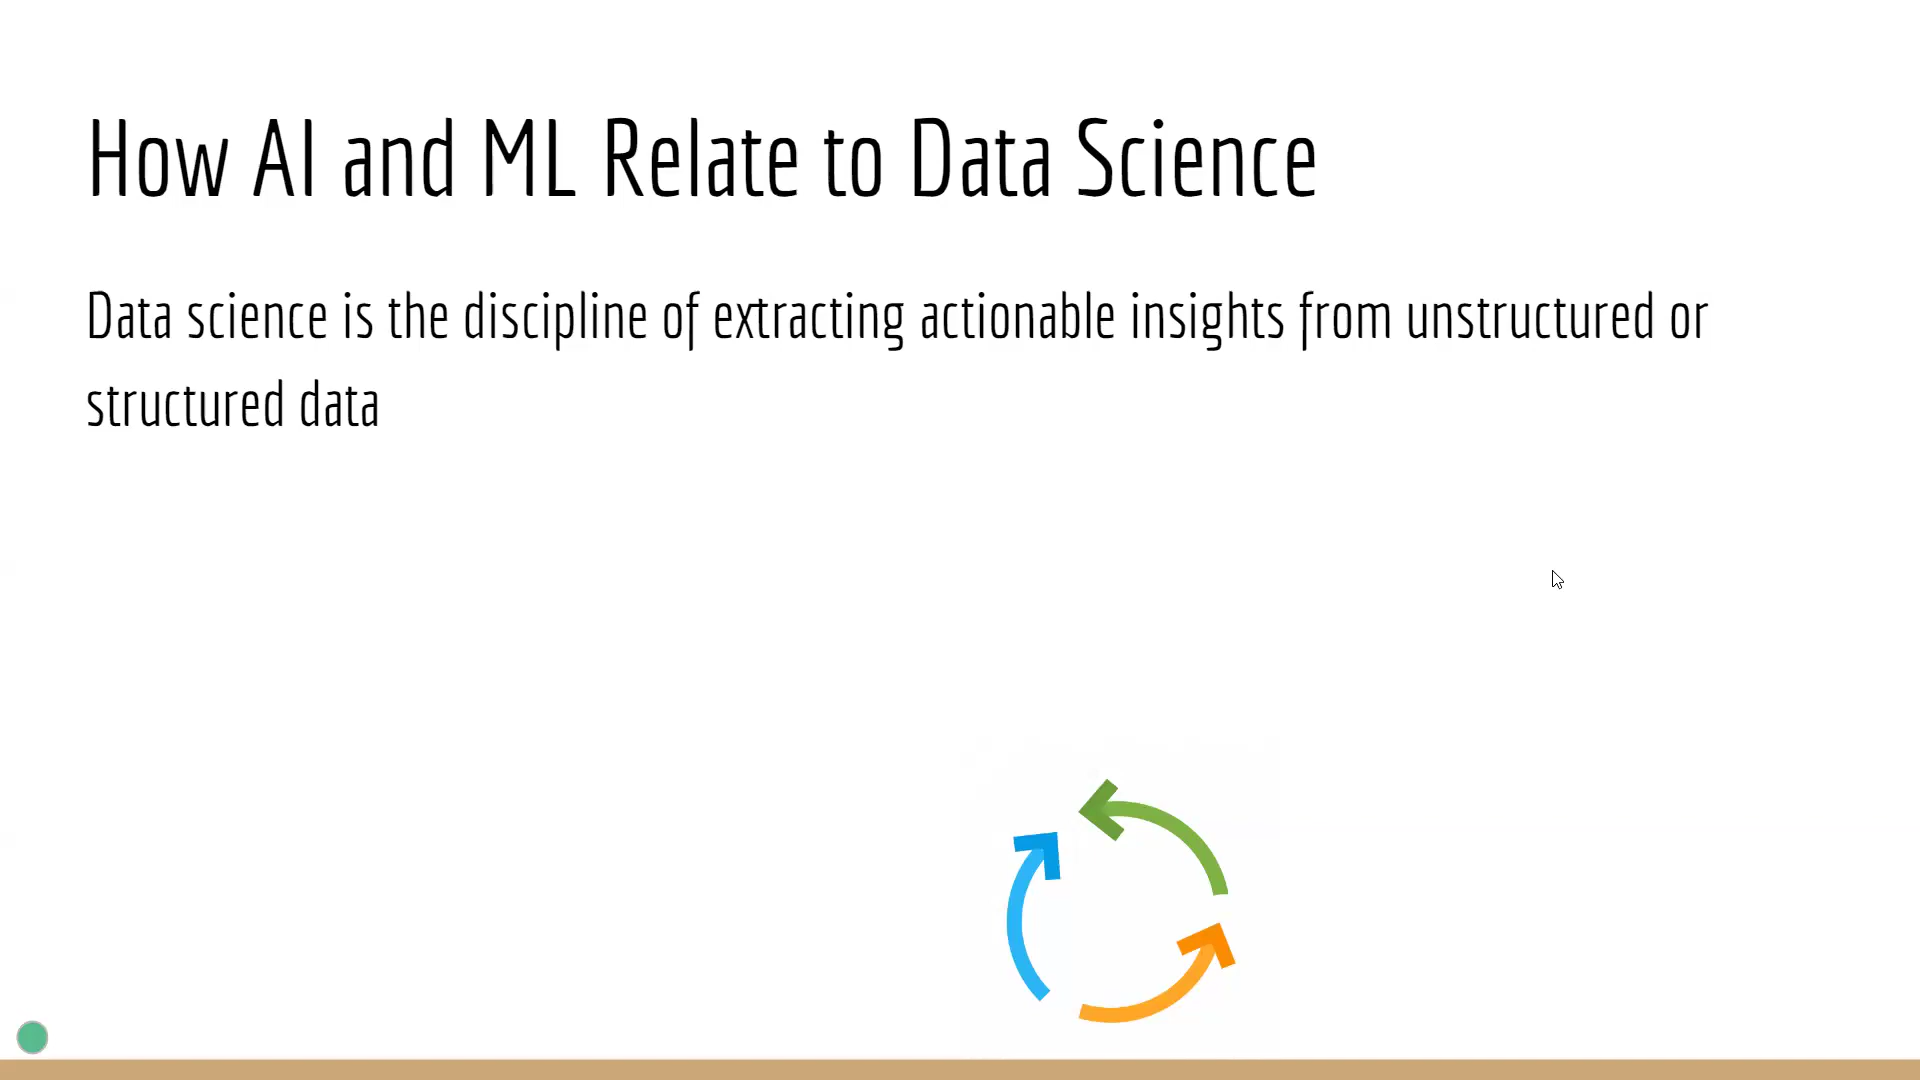 How AI and ML Relate to Data Science
Data science is the discipline of extracting actionable insights from unstructured or
structured data